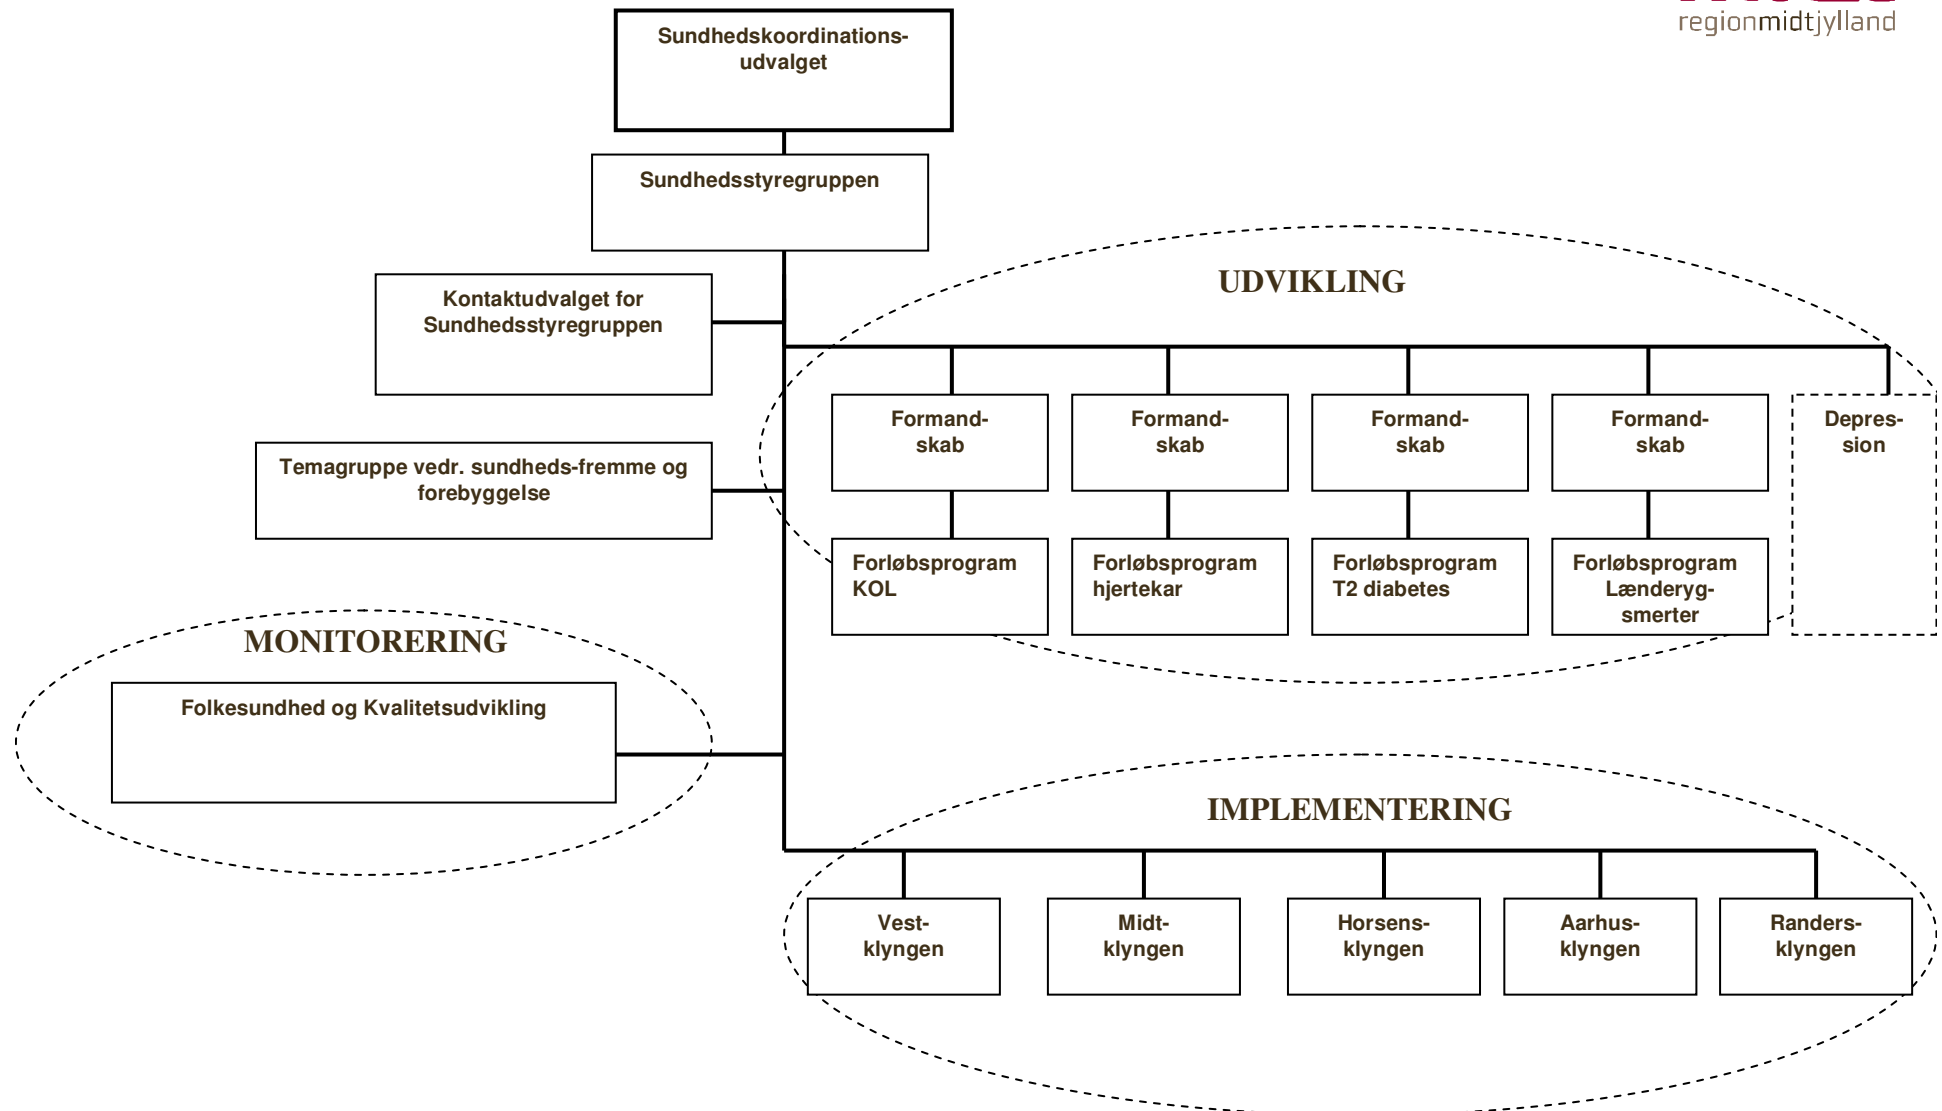 regionmidtjylland
Sundhedskoordinations-
udvalget
Sundhedsstyregruppen
UDVIKLING
Kontaktudvalget for
Sundhedsstyregruppen
Formand-
skab
Formand-
skab
Formand-
skab
Formand-
skab
Depres-
sion
Temagruppe vedr. sundheds-fremme og
forebyggelse
Forløbsprogram
KOL
Forløbsprogram
hjertekar
Forløbsprogram
T2 diabetes
Forløbsprogram
Lænderyg-
smerter
MONITORERING
Folkesundhed og Kvalitetsudvikling
IMPLEMENTERING
Vest-
klyngen
Midt-
klyngen
Horsens-
klyngen
Aarhus-
klyngen
Randers-
klyngen